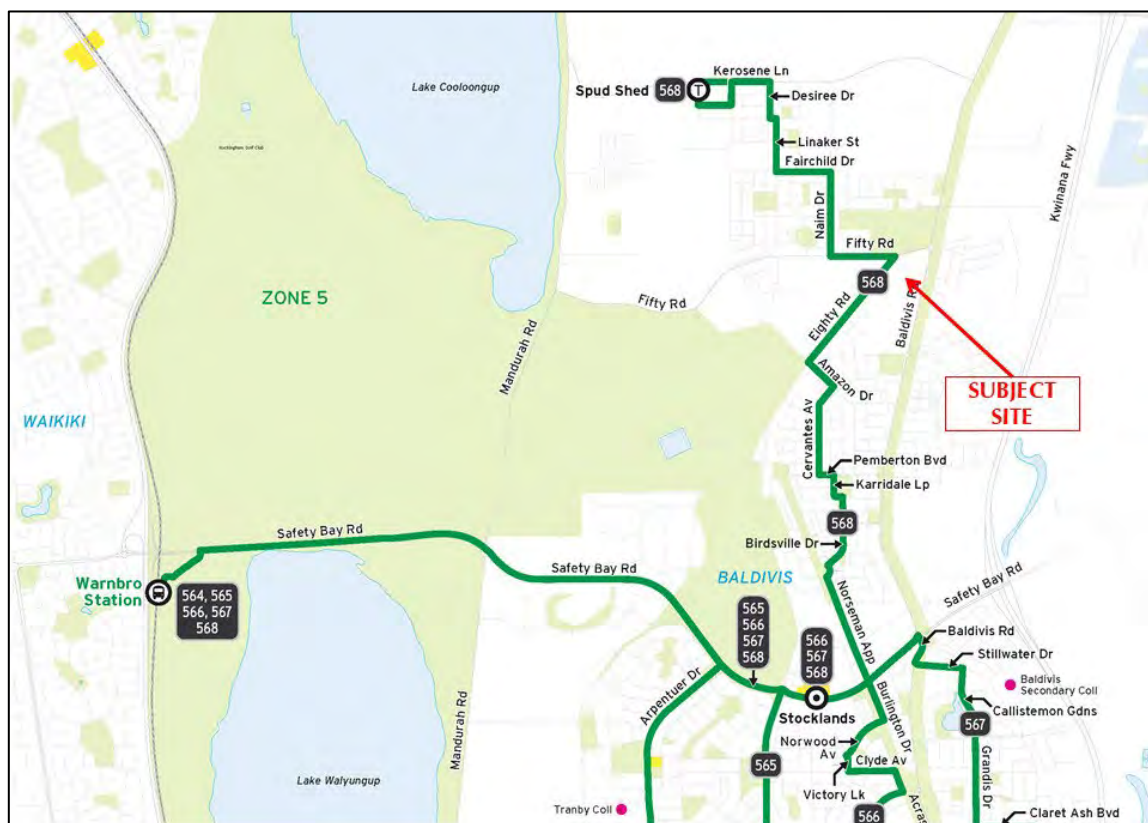 Lake Cooloongup
Rockingham Golf Club
Kerosene Ln
Spud Shed
568
T
Desiree Dr
Linaker St
Fairchild Dr
Kwinana Fwy
Nairn Dr
Fifty Rd
568
ZONE 5
Fifty Rd
Eighty Rd
Baldivis R
Mandurah Rd
Amazon Dr
SUBJECT
SITE
WAIKIKI
Cervantes Av
Pemberton Bvd
Karridale Lp
568
Safety Bay Rd
Birdsville Dr
Safety Bay Rd
BALDIVIS
Safety Bay Rd
Warnbro
Station
564, 565
566, 567
568
565
566
567
568
566
567
568
Norseman App
Baldivis Rd
Stillwater Dr
Baldivis
Secondary Coll
Arpentuer Dr
Mandurah Rd
Stocklands
Burlington Dr
Callistemon Gdns
567
Norwood
Av
565
Clyde Av
Grandis Dr
Lake Walyungup
Victory Lk
Tranby Coll
566
Acras
Claret Ash Bvd